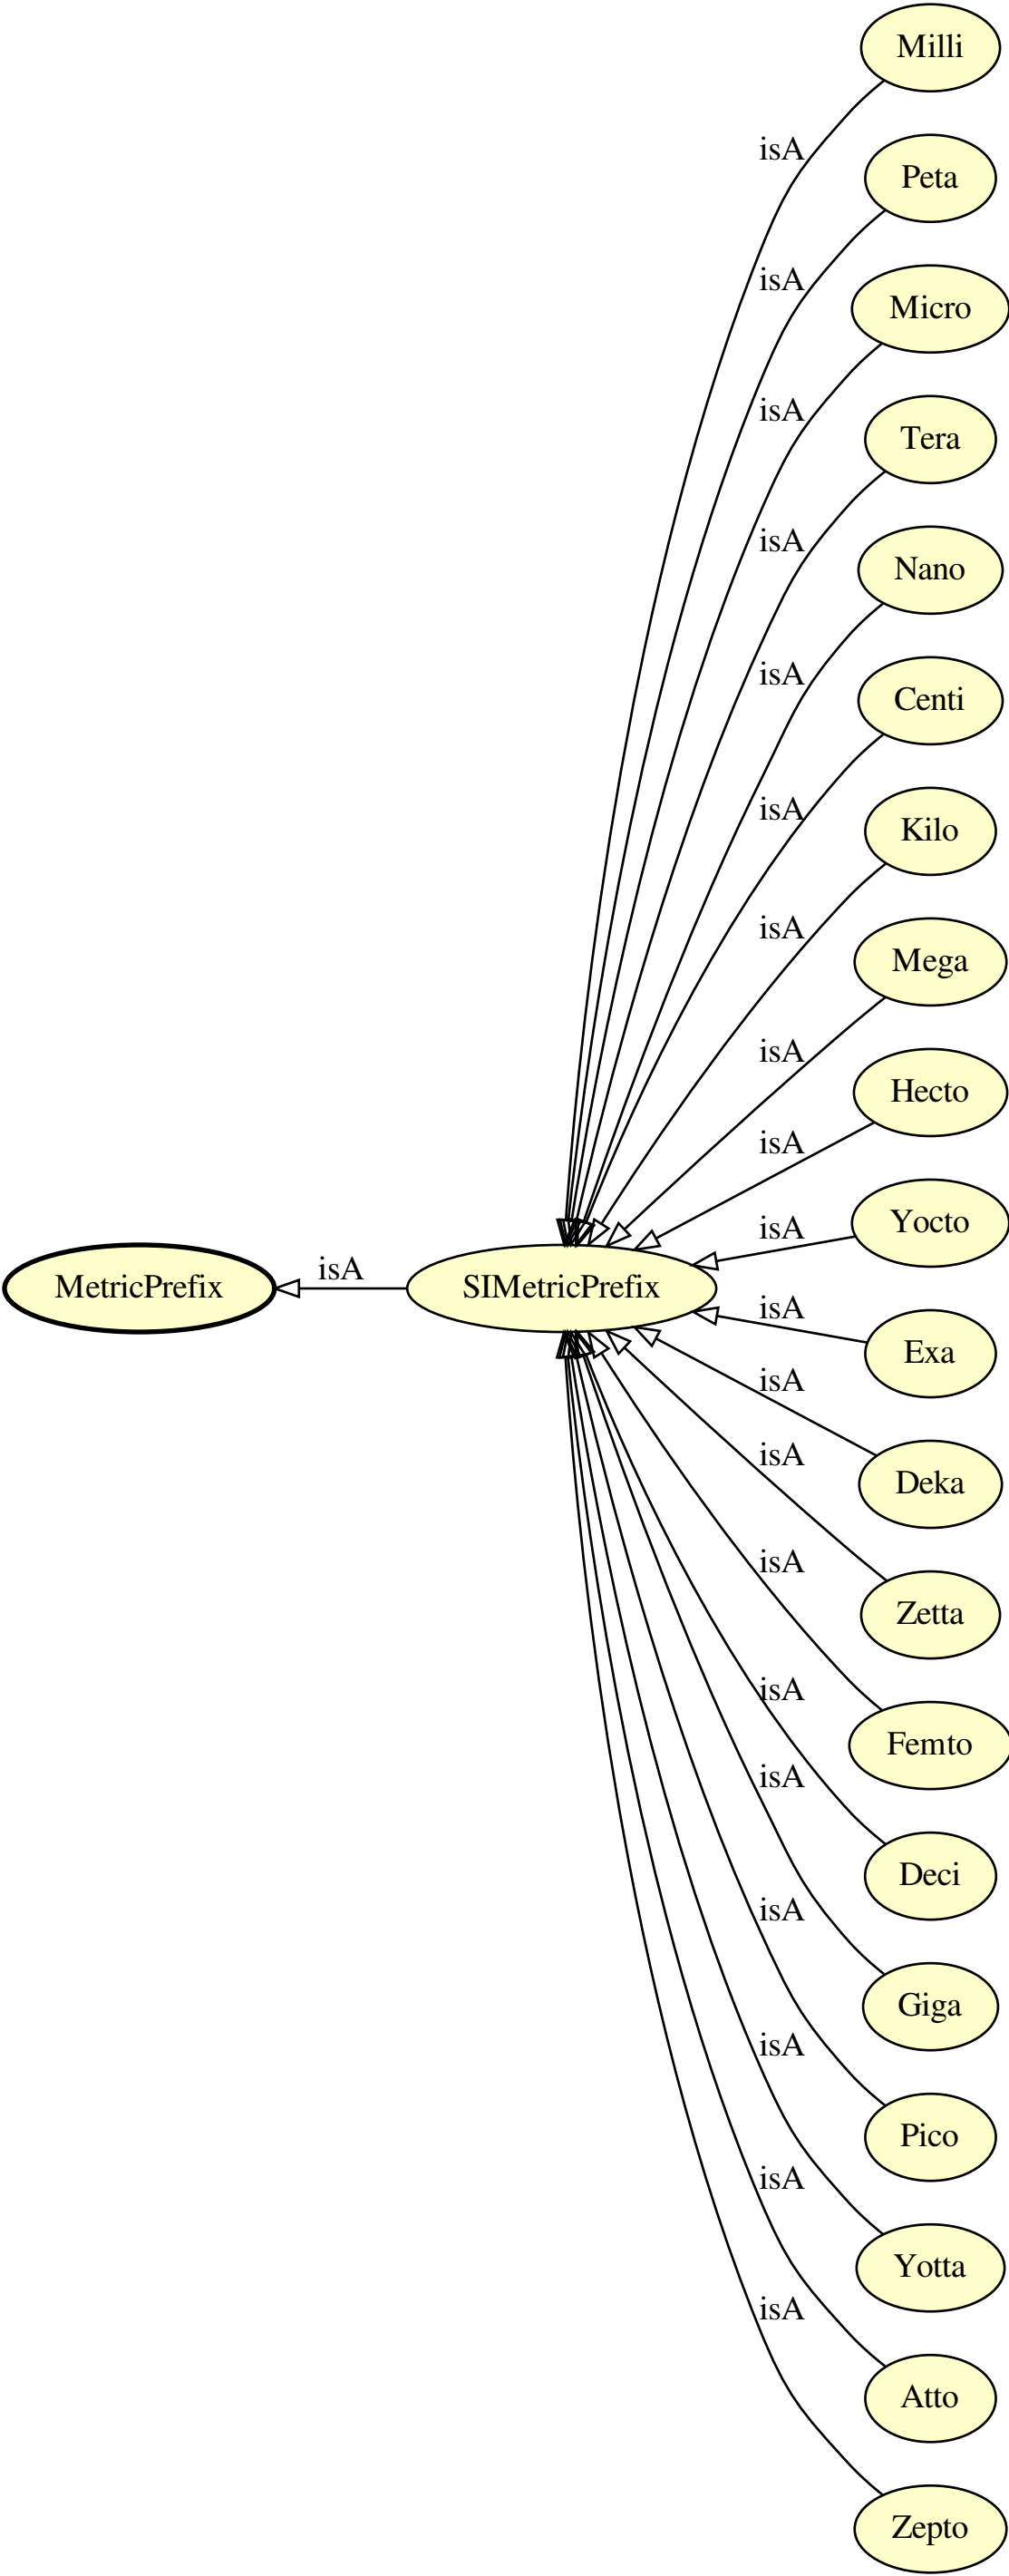 Milli
isA
Peta
isA
Micro
isA
Tera
isA
Nano
isA
Centi
isA
Kilo
isA
Mega
isA
Hecto
isA
isA
Yocto
MetricPrefix
isA
SIMetricPrefix
isA
Exa
isA
isA
Deka
isA
Zetta
isA
Femto
isA
Deci
isA
Giga
isA
Pico
isA
Yotta
isA
Atto
Zepto